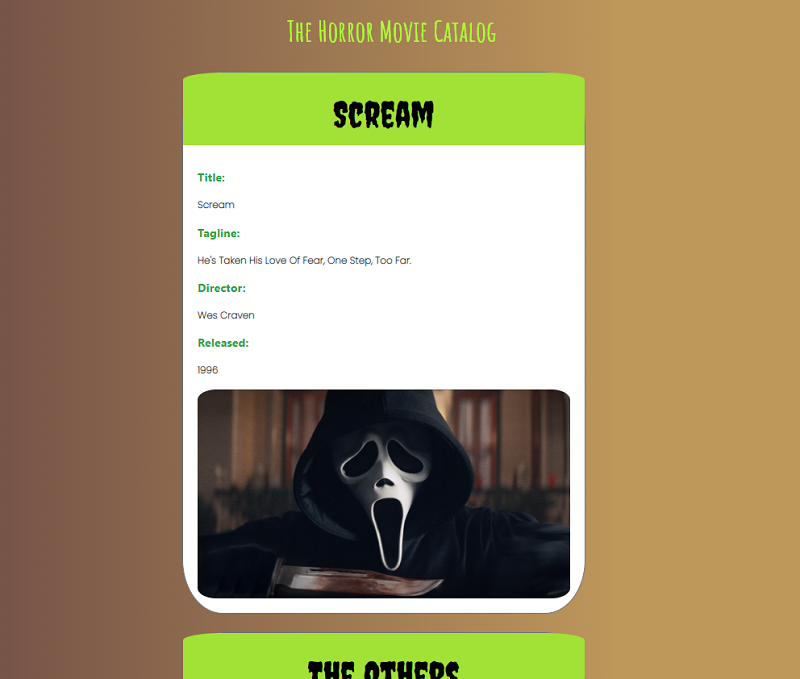 The Horror Movie Catalog
SCREAM
Title:
Scream
Tagline:
He's Taken His Love Of Fear, One Step, Too Far.
Director:
Wes Craven
Released:
1996
THE OTHERS